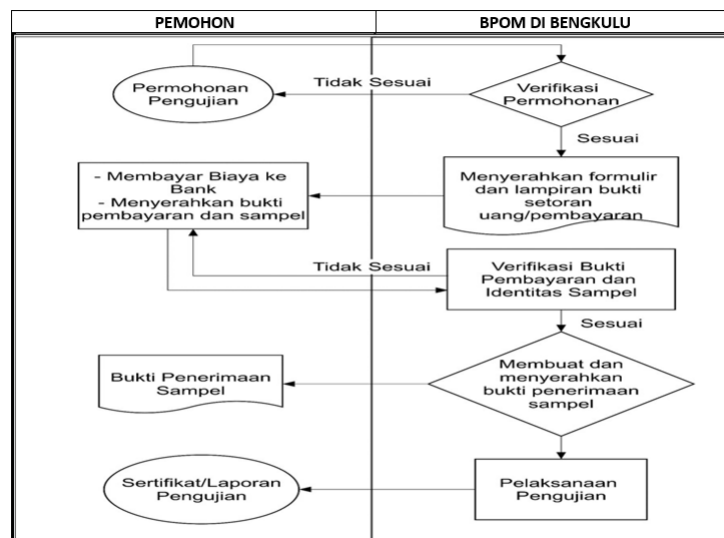 PEMOHON
BPOM DI BENGKULU
Permohonan
Pengujian
Tidak Sesuai
Verifikasi
Permohonan
Sesuai
- Membayar Biaya ke
Bank
- Menyerahkan bukti
pembayaran dan sampel
Menyerahkan formulir
dan lampiran bukti
setoran
uang/pembayaran
Tidak Sesuai
Verifikasi Bukti
Pembayaran dan
Identitas Sampel
Sesuai
Bukti Penerimaan
Sampel
Membuat dan
menyerahkan
bukti penerimaan
sampel
Sertifikat/Laporan
Pengujian
Pelaksanaan
Pengujian